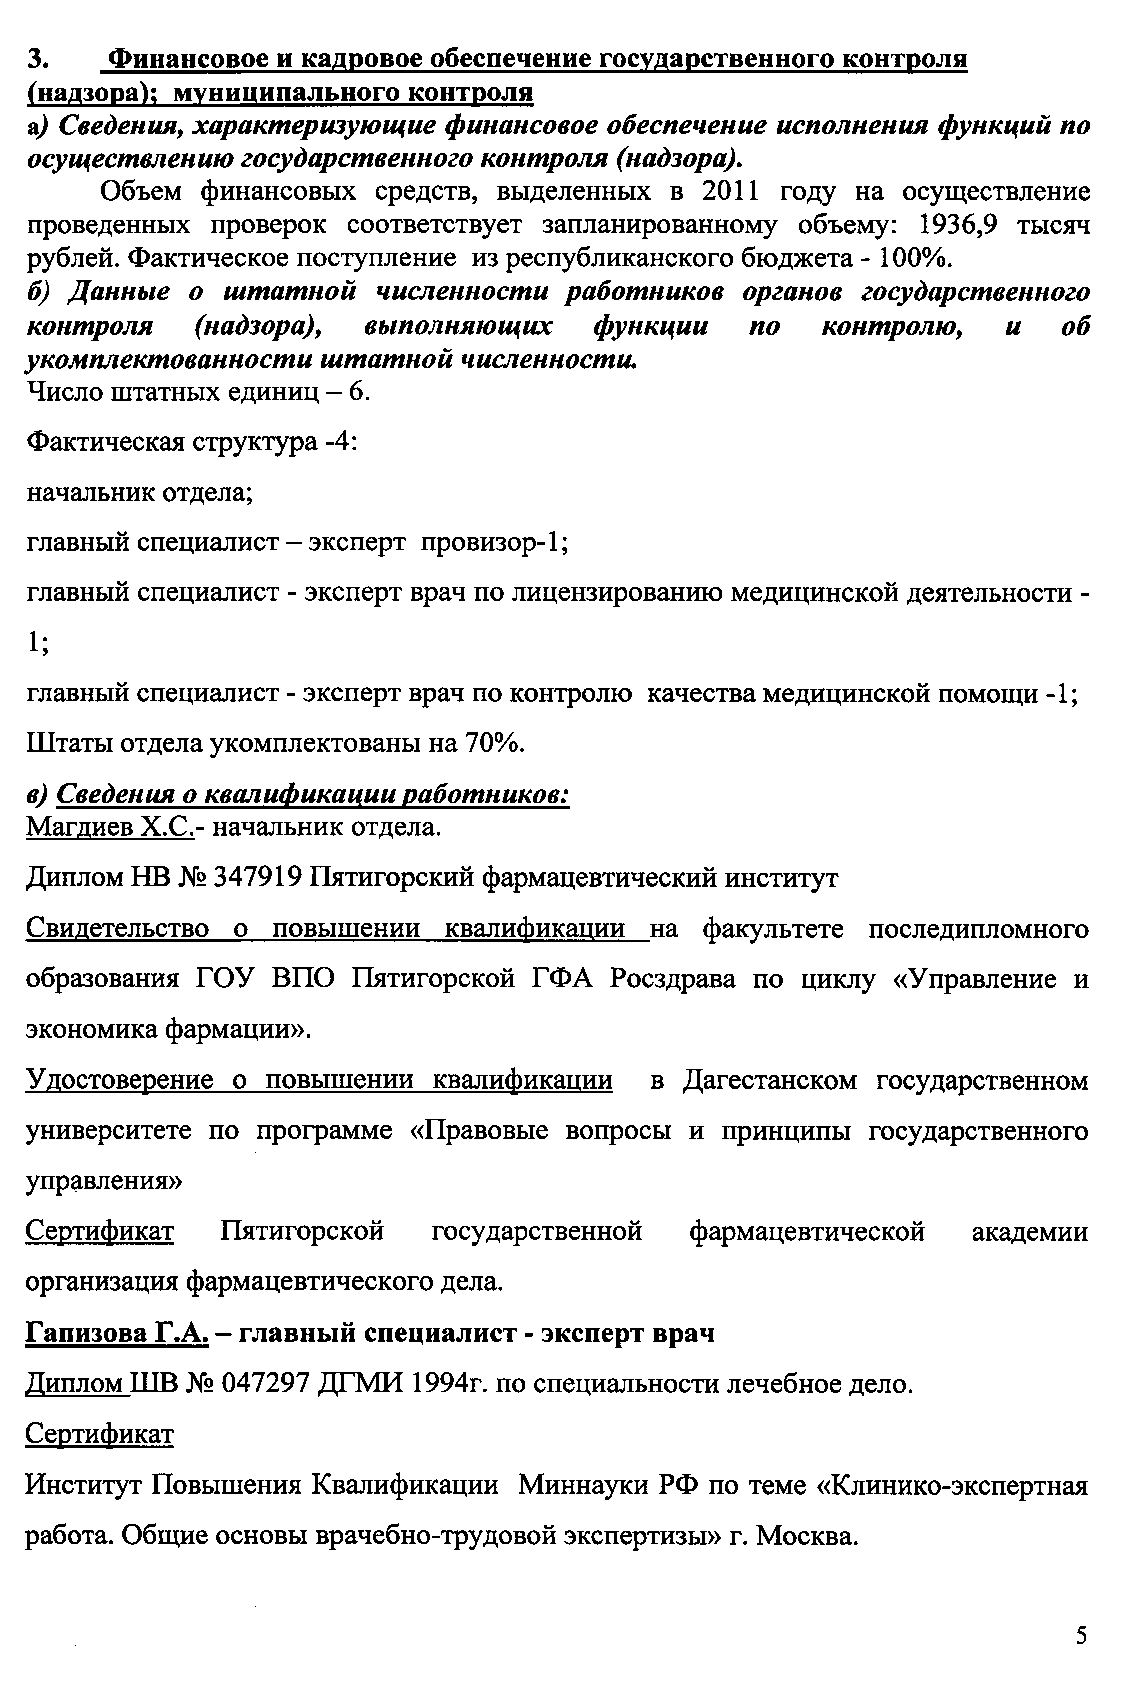 3. Финансовое и кадровое обеспечение государственного контроля
(надзора); муниципального контроля
а) Сведения, характеризующие финансовое обеспечение исполнения функций по
осуществлению государственного контроля (надзора).
Объем финансовых средств, выделенных в 2011 году на осуществление
проведенных проверок соответствует запланированному объему: 1936,9 тысяч
рублей. Фактическое поступление из республиканского бюджета - 100%.
б) Данные о штатной численности работников органов государственного
контроля (надзора), выполняющих функции по контролю, и об
укомплектованности штатной численности.
Число штатных единиц – 6.
Фактическая структура -4:
начальник отдела;
главный специалист – эксперт провизор-1;
главный специалист - эксперт врач по лицензированию медицинской деятельности -
1;
главный специалист - эксперт врач по контролю качества медицинской помощи -1;
Штаты отдела укомплектованы на 70%.
в) Сведения о квалификации работников:
Магдиев Х.С.- начальник отдела.
Диплом НВ № 347919 Пятигорский фармацевтический институт
Свидетельство о повышении квалификации на факультете последипломного
образования ГОУ ВПО Пятигорской ГФА Росздрава по циклу «Управление и
экономика фармации».
Удостоверение о повышении квалификации в Дагестанском государственном
университете по программе «Правовые вопросы и принципы государственного
управления»
Сертификат Пятигорской государственной фармацевтической академии
организация фармацевтического дела.
Гапизова Г.А. – главный специалист - эксперт врач
Диплом ШВ № 047297 ДГМИ 1994г. по специальности лечебное дело.
Сертификат
Институт Повышения Квалификации Миннауки РФ по теме «Клинико-экспертная
работа. Общие основы врачебно-трудовой экспертизы» г. Москва.
5